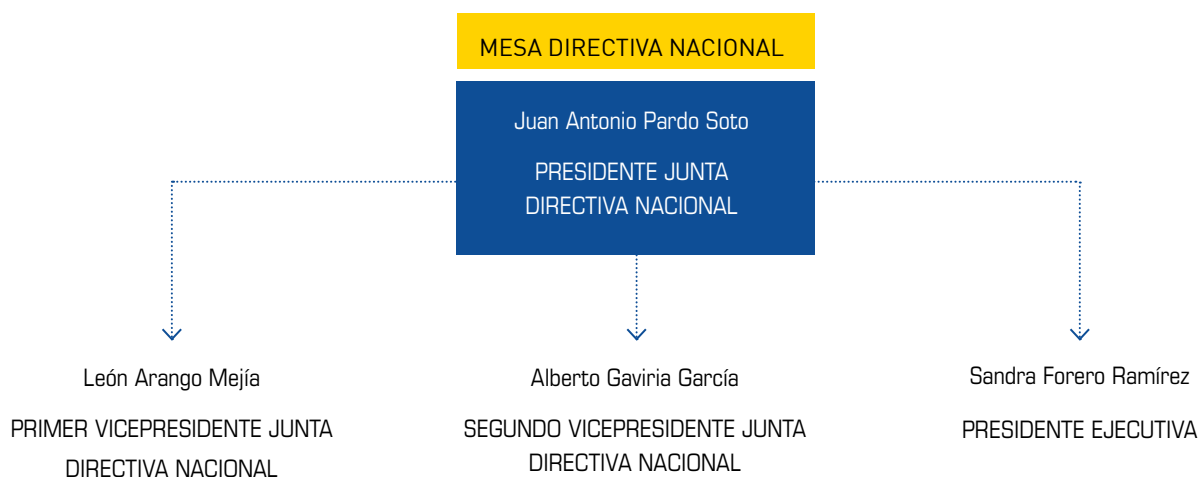 MESA DIRECTIVA NACIONAL
Juan Antonio Pardo Soto
PRESIDENTE JUNTA
DIRECTIVA NACIONAL
León Arango Mejía
PRIMER VICEPRESIDENTE JUNTA
DIRECTIVA NACIONAL
Alberto Gaviria García
SEGUNDO VICEPRESIDENTE JUNTA
DIRECTIVA NACIONAL
Sandra Forero Ramírez
PRESIDENTE EJECUTIVA